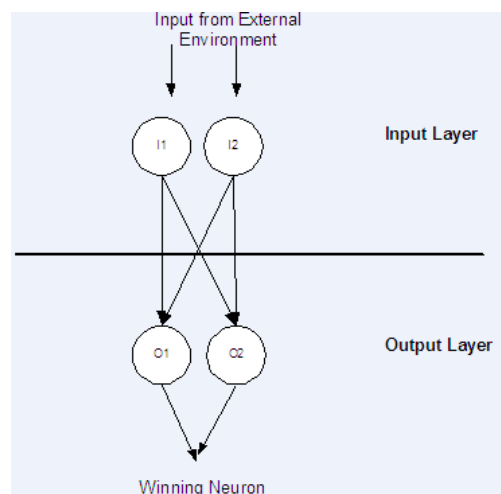 Input from External
Environment
I1
I2
Input Layer
O1
O2
Output Layer
Winning Neuron